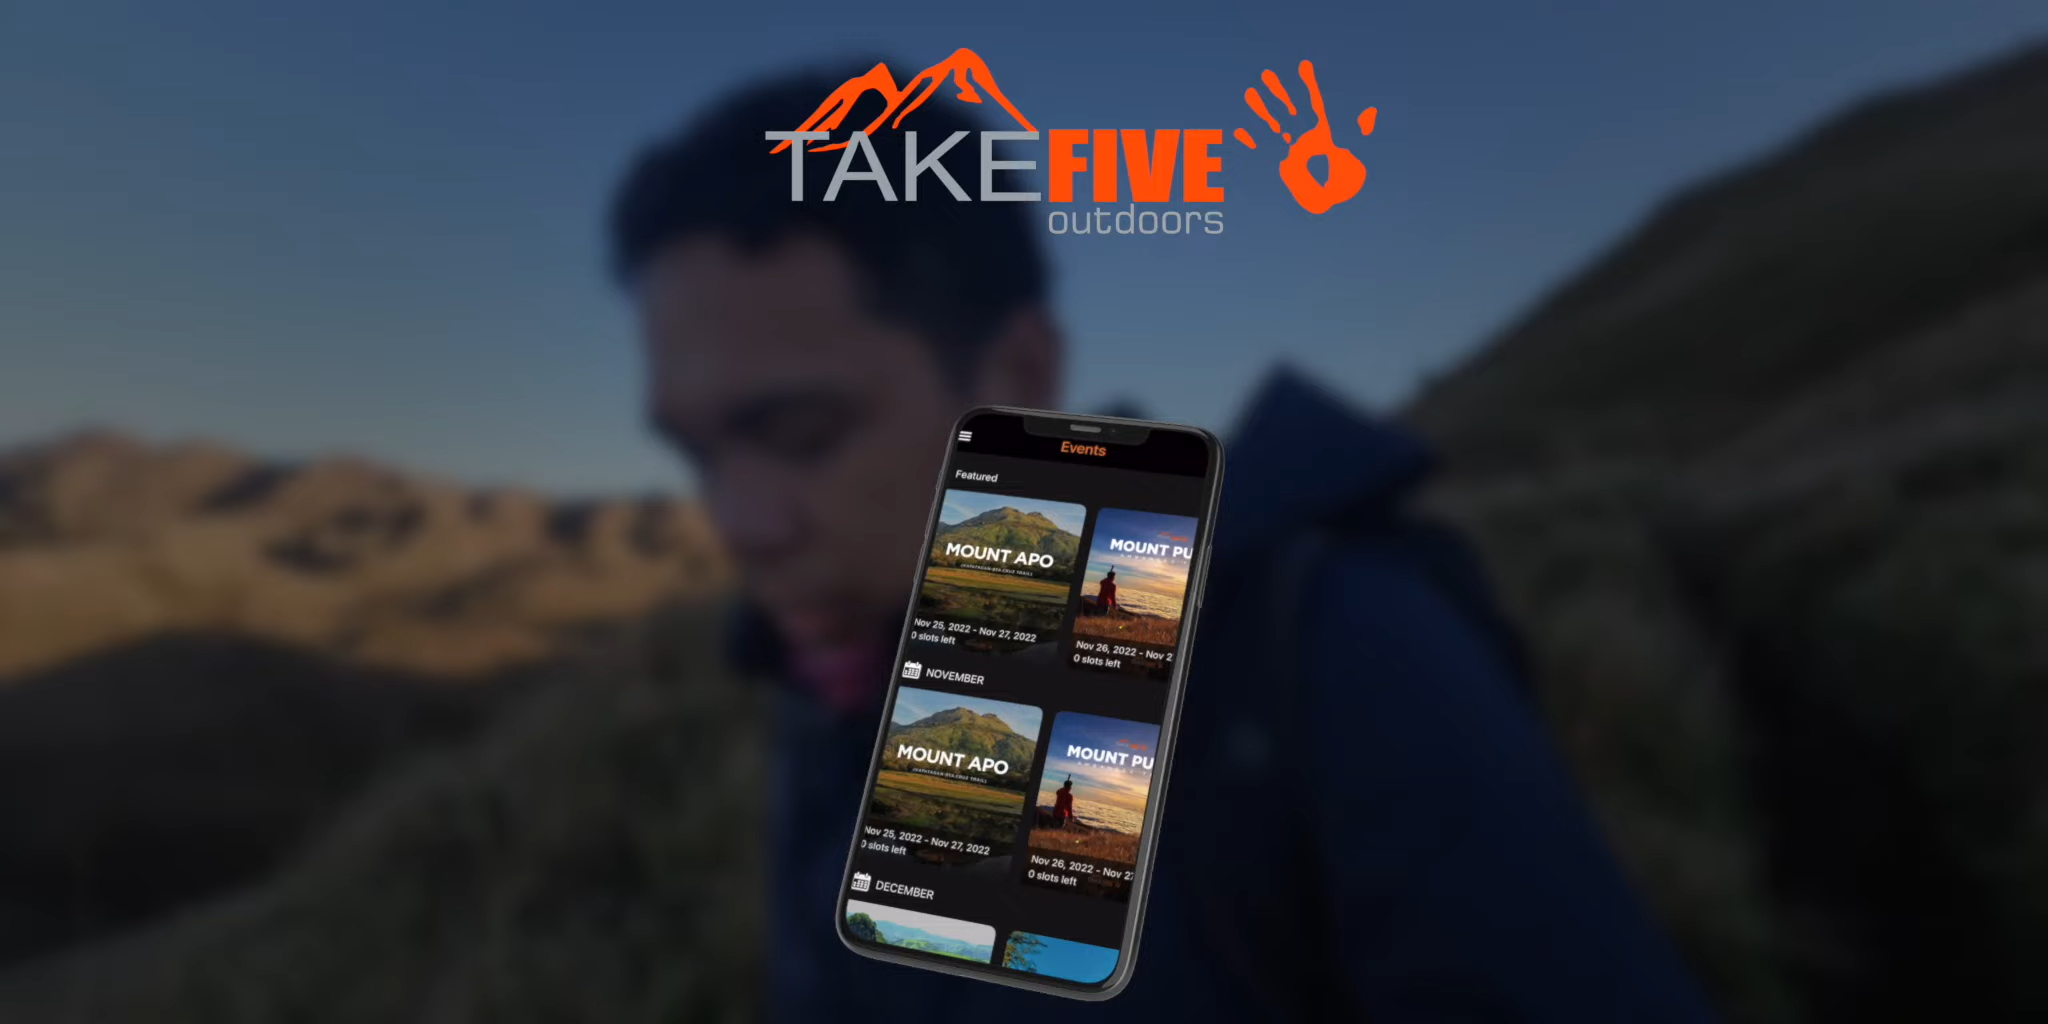 TAKEFIVE
outdoors
Events
Featured
MOUNT APO
MOUNT PU
Nov 25, 2022 - Nov 27, 2022
0 slots left
Nov 26, 2022 - Nov 2
0 slots left
NOVEMBER
MOUNT APO
MOUNT PU
Nov 25, 2022 - Nov 27, 2022
0 slots left
Nov 26, 2022 - Nov 27
0 slots left
DECEMBER